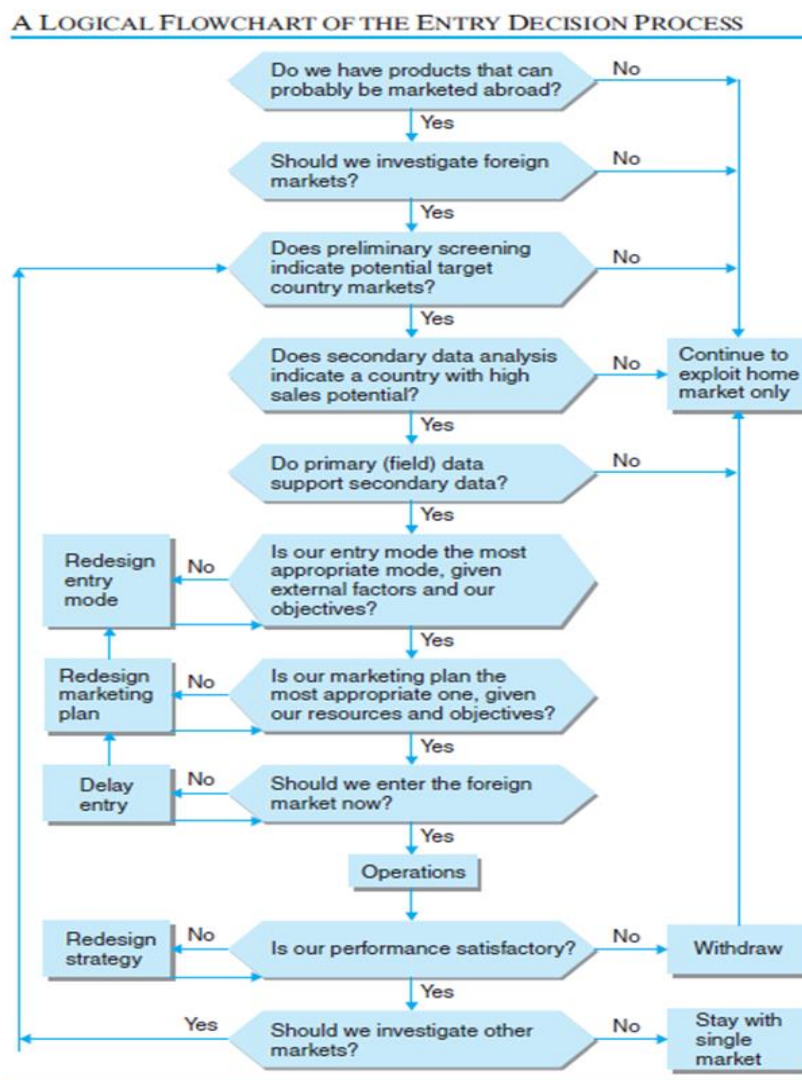 A LOGICAL FLOWCHART OF THE ENTRY DECISION PROCESS
Do we have products that can
probably be marketed abroad?
No
Yes
Should we investigate foreign
markets?
No
Yes
Does preliminary screening
indicate potential target
country markets?
No
Yes
Does secondary data analysis
indicate a country with high
sales potential?
No
Continue to
exploit home
market only
Yes
Do primary (field) data
support secondary data?
No
Yes
Redesign
entry
mode
No
Is our entry mode the most
appropriate mode, given
external factors and our
objectives?
Yes
Redesign
marketing
plan
No
Is our marketing plan the
most appropriate one, given
our resources and objectives?
Yes
Delay
entry
No
Should we enter the foreign
market now?
Yes
Operations
Redesign
strategy
No
Is our performance satisfactory?
No
Withdraw
Yes
Yes
Should we investigate other
markets?
No
Stay with
single
market